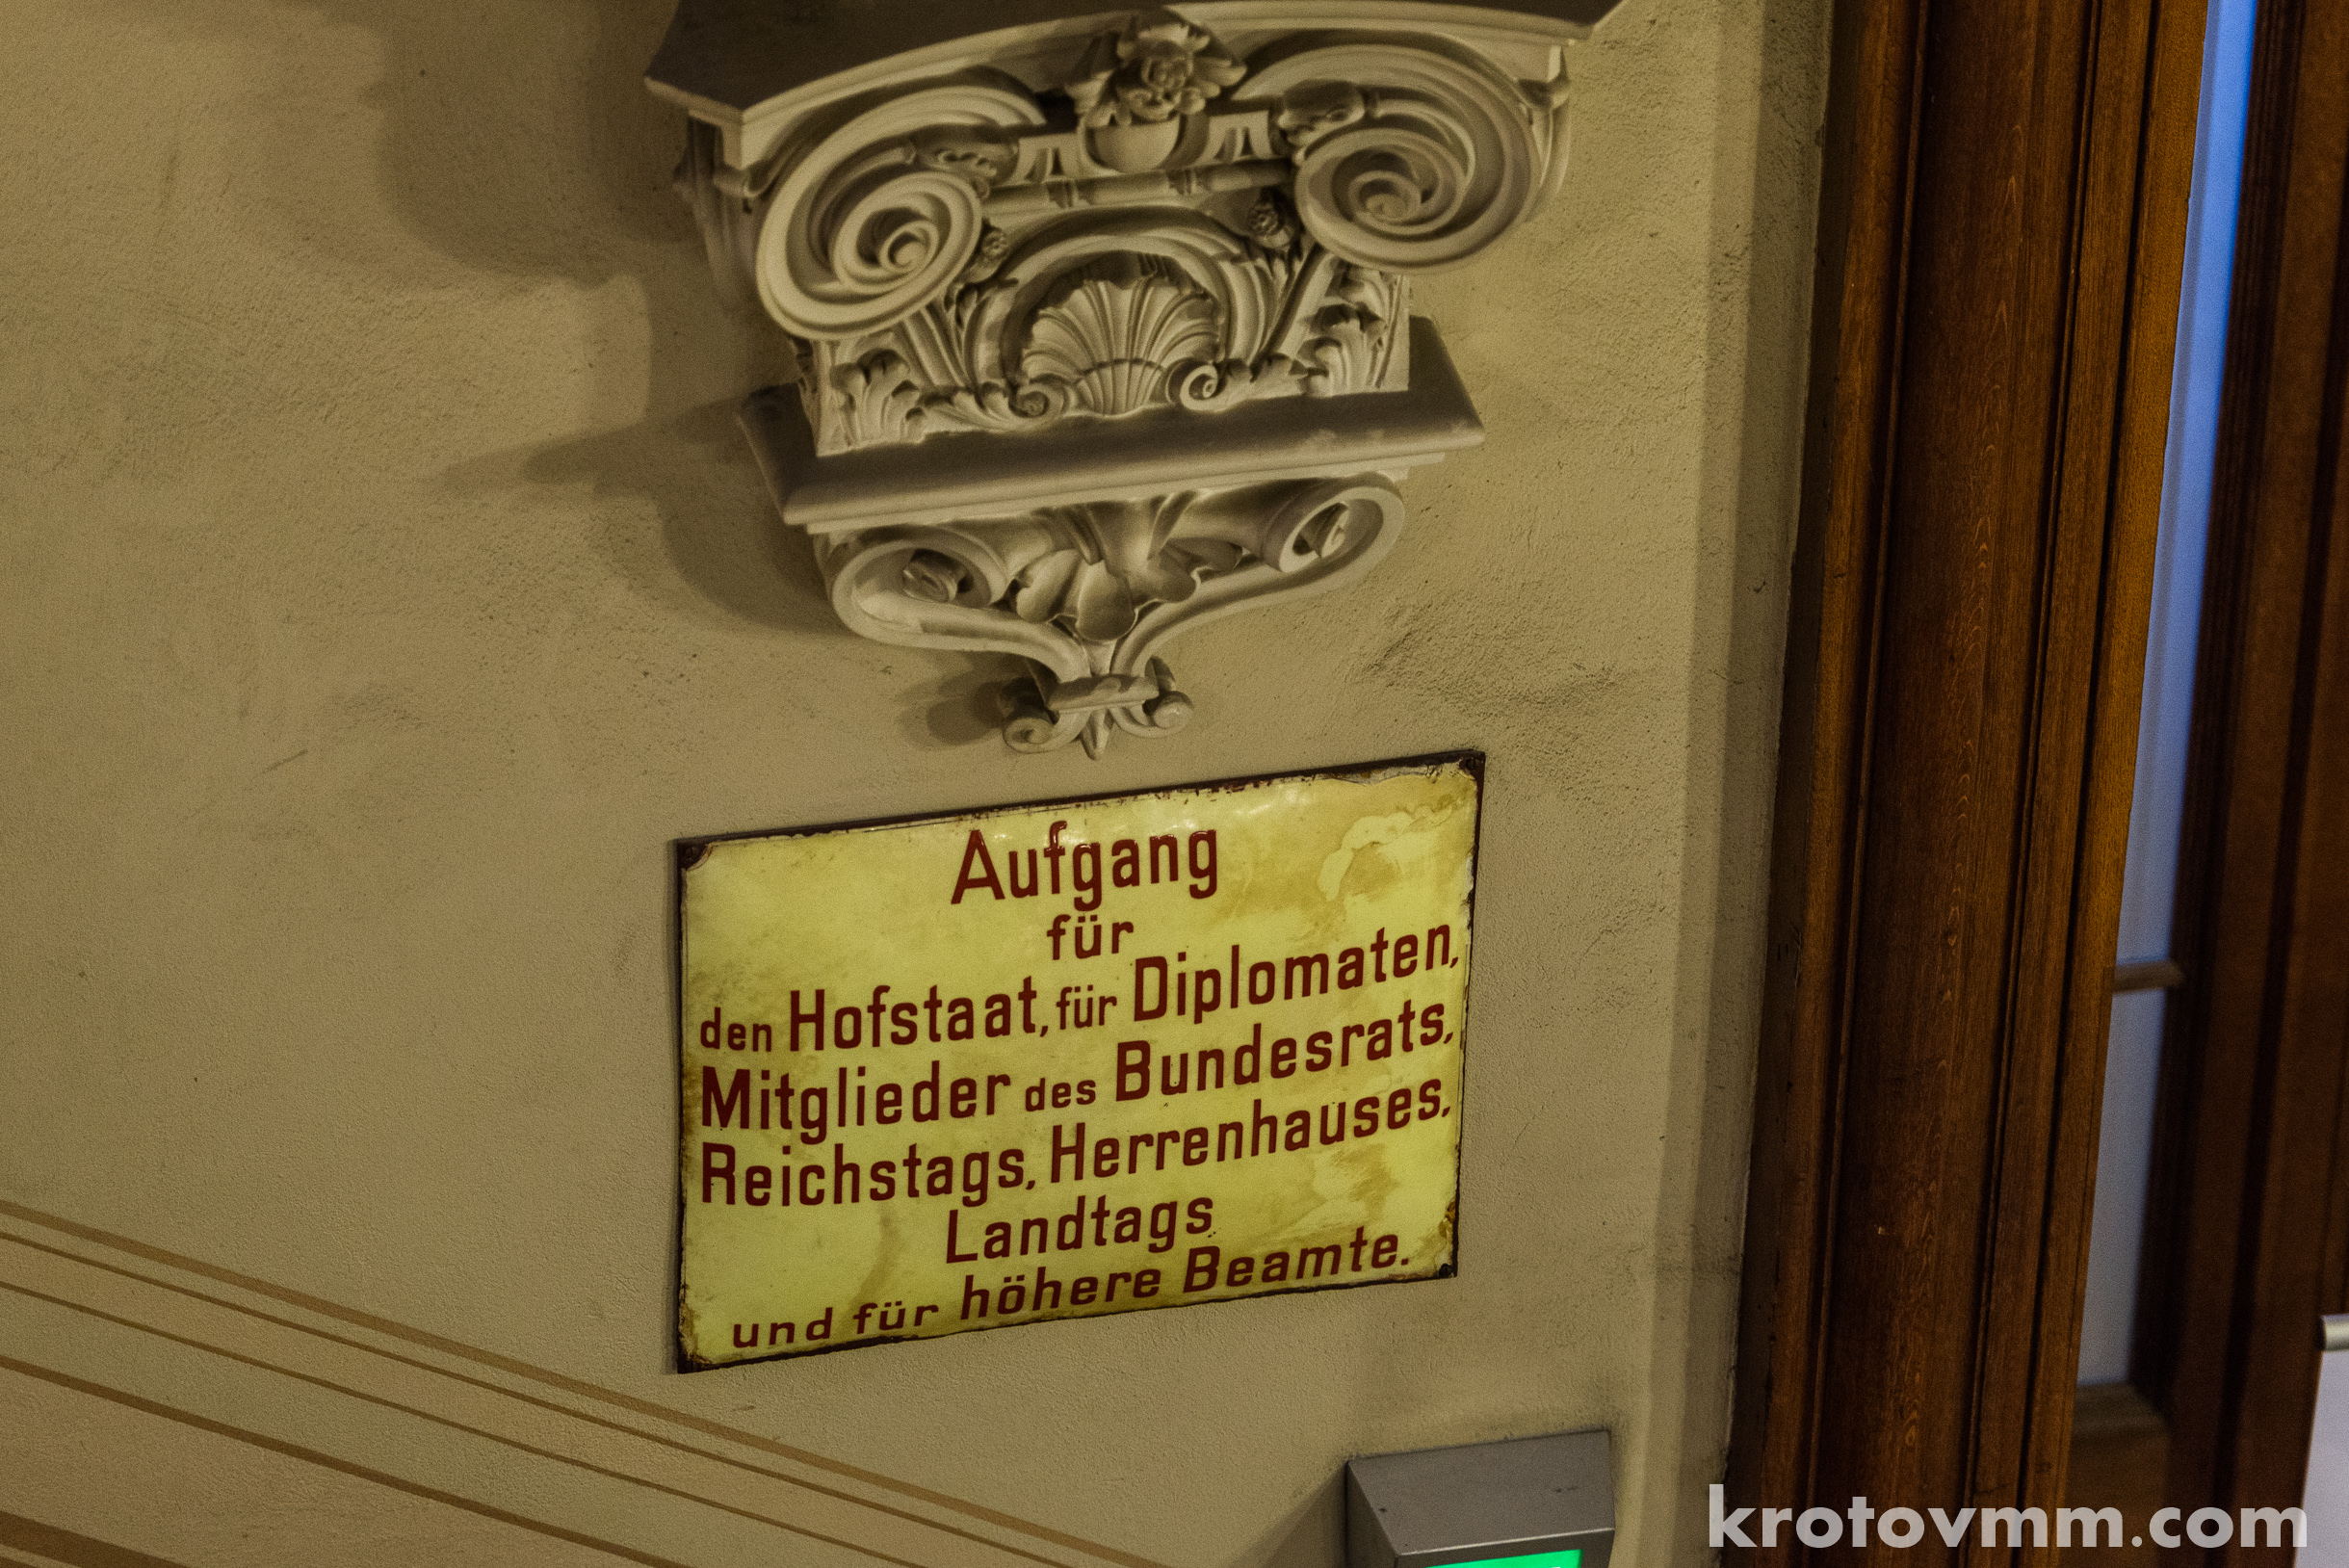 Aufgang
für
den Hofstaat, für Diplomaten,
Mitglieder des Bundesrats,
Reichstags, Herrenhauses,
Landtags
und für höhere Beamte.
krotovmm.com